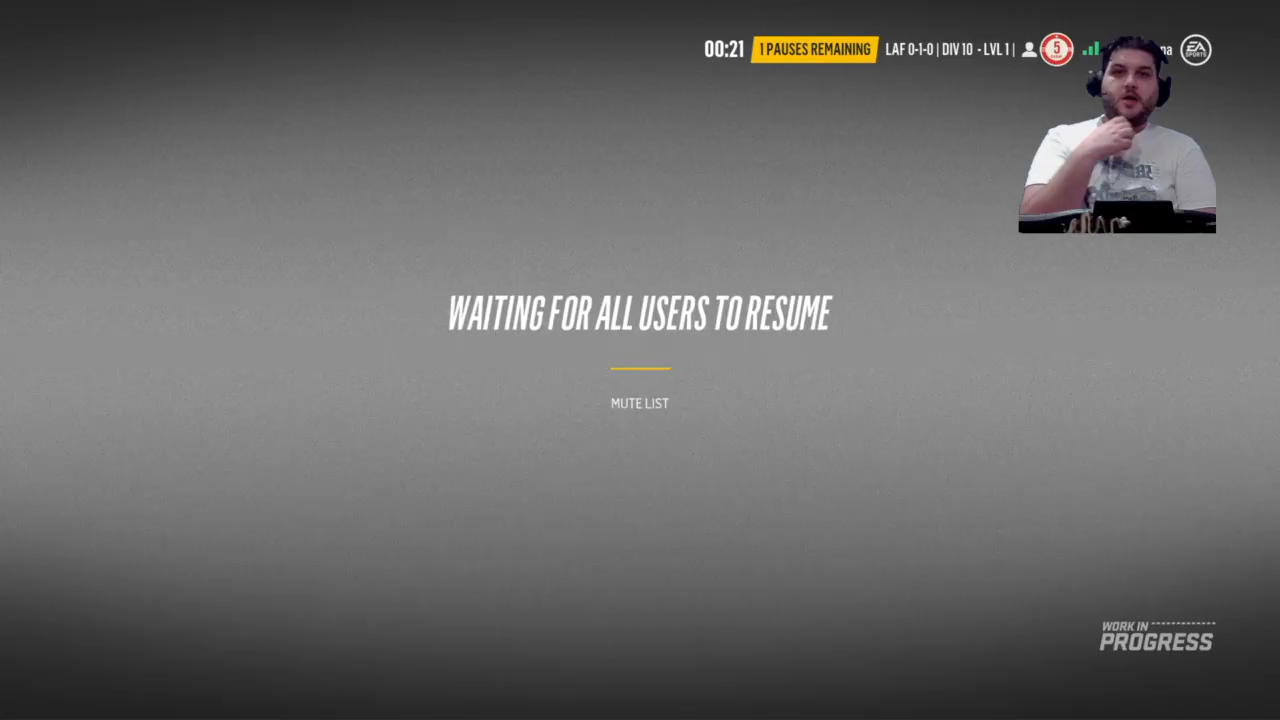 00:21 1 PAUSES REMAINING LAF 0-1-0 | DIV 10 - LVL 1 | 5 na EA SPORTS
WAITING FOR ALL USERS TO RESUME
MUTE LIST
WORK IN
PROGRESS